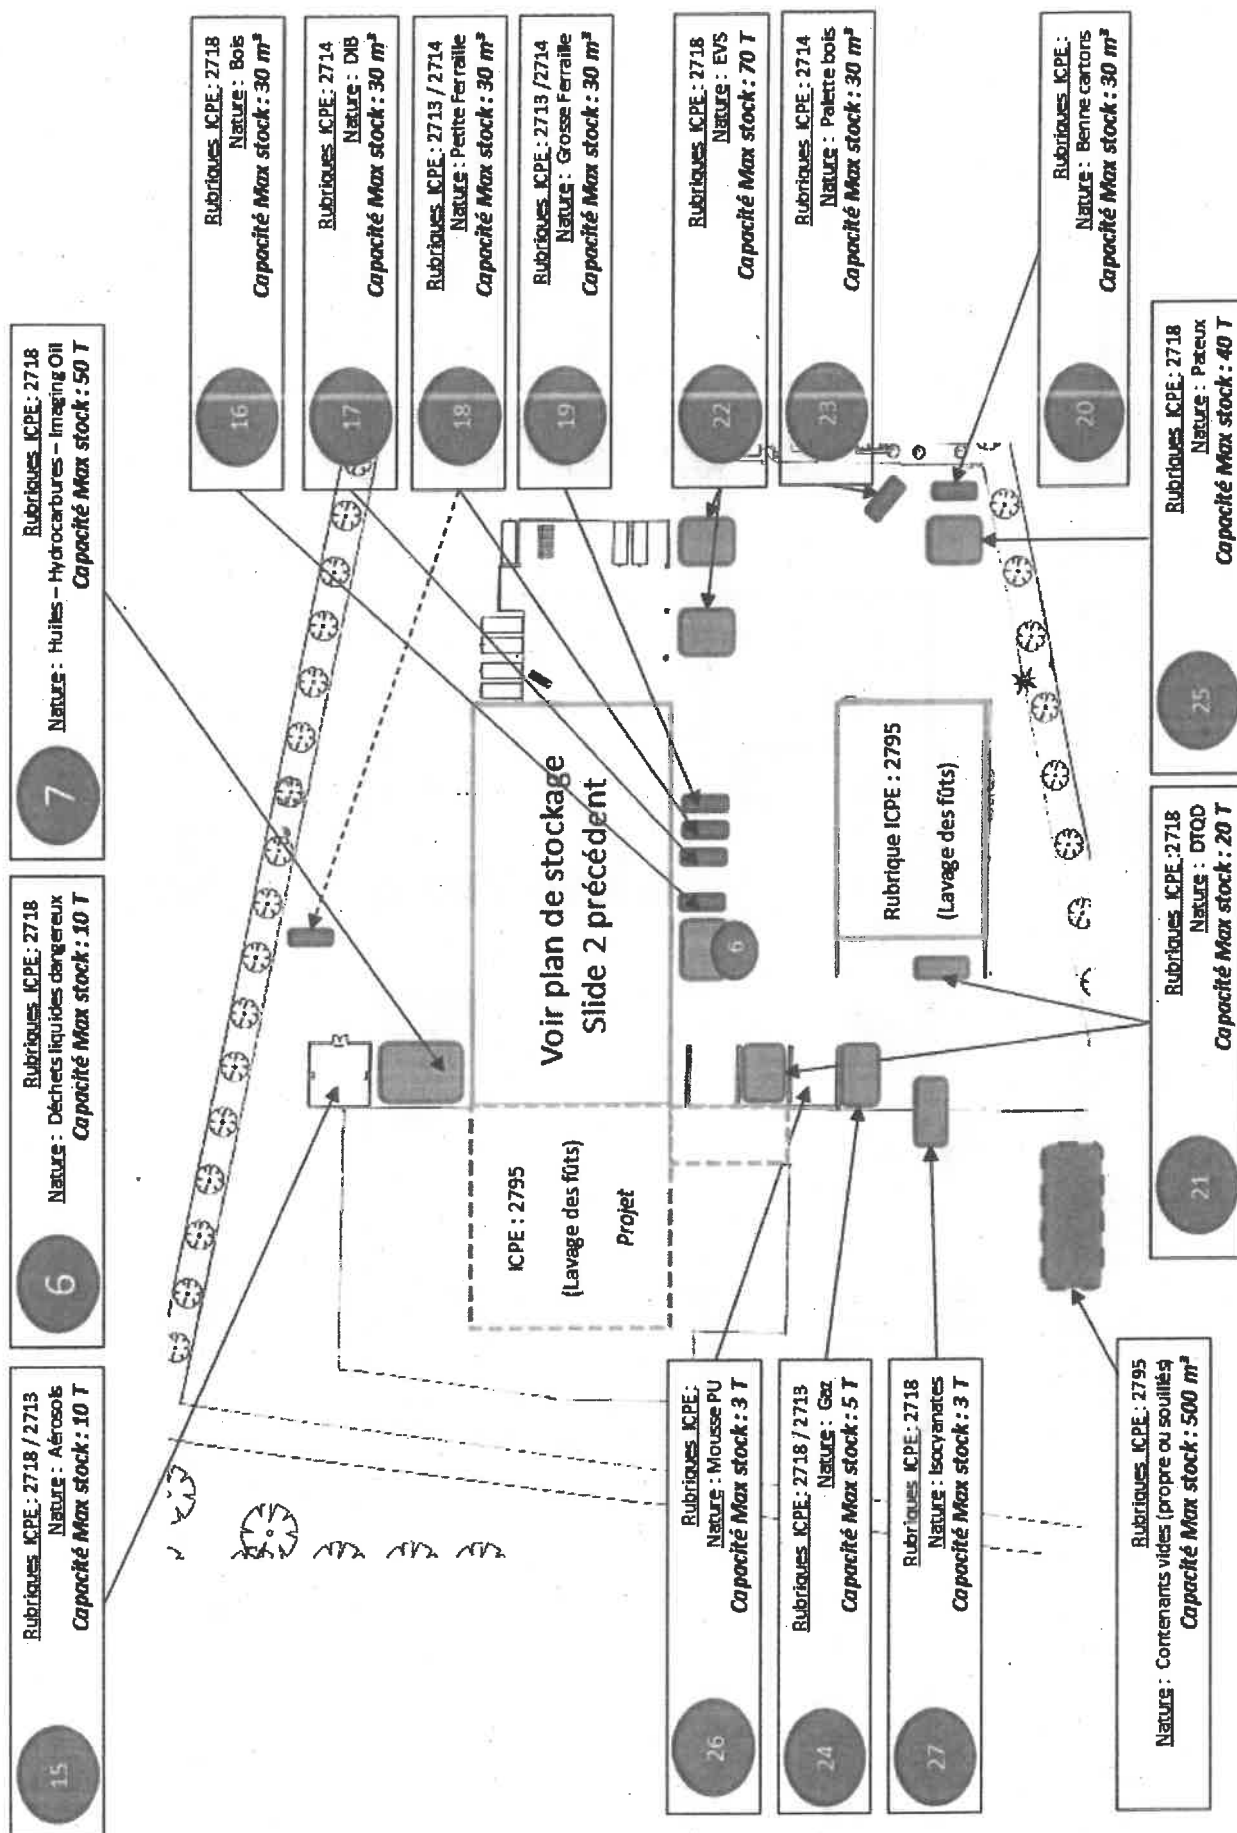 15
Rubriques ICPE : 2718 / 2713
Nature : Aérosols
Capacité Max stock : 10 T
6
Rubriques ICPE : 2718
Nature : Déchets liquides dangereux
Capacité Max stock : 10 T
7
Rubriques ICPE : 2718
Nature : Huiles – Hydrocarbures – Imaging Oil
Capacité Max stock : 50 T
16
Rubriques ICPE : 2718
Nature : Bois
Capacité Max stock : 30 m³
17
Rubriques ICPE : 2714
Nature : DIB
Capacité Max stock : 30 m³
18
Rubriques ICPE : 2713 / 2714
Nature : Petite Ferraille
Capacité Max stock : 30 m³
19
Rubriques ICPE : 2713 /2714
Nature : Grosse Ferraille
Capacité Max stock : 30 m³
22
Rubriques ICPE : 2718
Nature : EVS
Capacité Max stock : 70 T
23
Rubriques ICPE : 2714
Nature : Palette bois
Capacité Max stock : 30 m³
20
Rubriques ICPE :
Nature : Benne cartons
Capacité Max stock : 30 m³
ICPE : 2795
(Lavage des fûts)
Projet
Voir plan de stockage
Slide 2 précédent
6
Rubrique ICPE : 2795
(Lavage des fûts)
26
Rubriques ICPE :
Nature : Mousse PU
Capacité Max stock : 3 T
24
Rubriques ICPE : 2718 / 2713
Nature : Gaz
Capacité Max stock : 5 T
27
Rubriques ICPE : 2718
Nature : Isocyanates
Capacité Max stock : 3 T
Rubriques ICPE : 2795
Nature : Contenants vides (propre ou souillés)
Capacité Max stock : 500 m³
21
Rubriques ICPE :2718
Nature : DTQD
Capacité Max stock : 20 T
25
Rubriques ICPE : 2718
Nature : Pateux
Capacité Max stock : 40 T